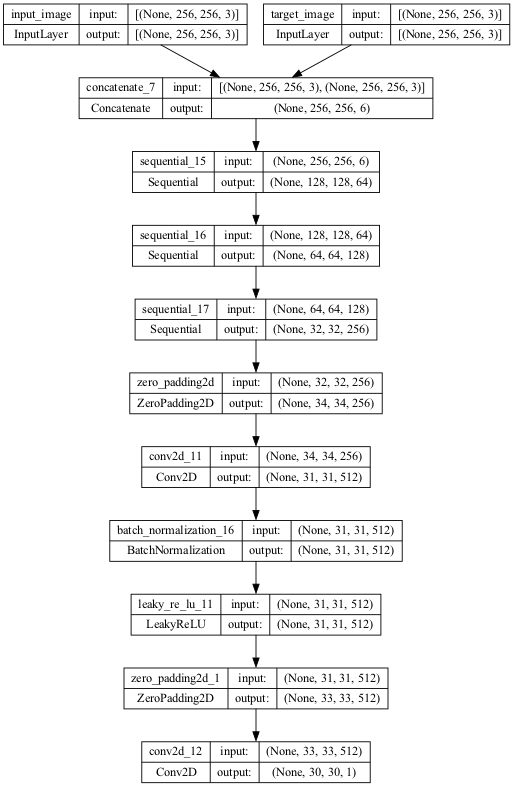 input_image input: [(None, 256, 256, 3)]
InputLayer output: [(None, 256, 256, 3)]
target_image input: [(None, 256, 256, 3)]
InputLayer output: [(None, 256, 256, 3)]
concatenate_7 input: [(None, 256, 256, 3), (None, 256, 256, 3)]
Concatenate output: (None, 256, 256, 6)
sequential_15 input: (None, 256, 256, 6)
Sequential output: (None, 128, 128, 64)
sequential_16 input: (None, 128, 128, 64)
Sequential output: (None, 64, 64, 128)
sequential_17 input: (None, 64, 64, 128)
Sequential output: (None, 32, 32, 256)
zero_padding2d input: (None, 32, 32, 256)
ZeroPadding2D output: (None, 34, 34, 256)
conv2d_11 input: (None, 34, 34, 256)
Conv2D output: (None, 31, 31, 512)
batch_normalization_16 input: (None, 31, 31, 512)
BatchNormalization output: (None, 31, 31, 512)
leaky_re_lu_11 input: (None, 31, 31, 512)
LeakyReLU output: (None, 31, 31, 512)
zero_padding2d_1 input: (None, 31, 31, 512)
ZeroPadding2D output: (None, 33, 33, 512)
conv2d_12 input: (None, 33, 33, 512)
Conv2D output: (None, 30, 30, 1)